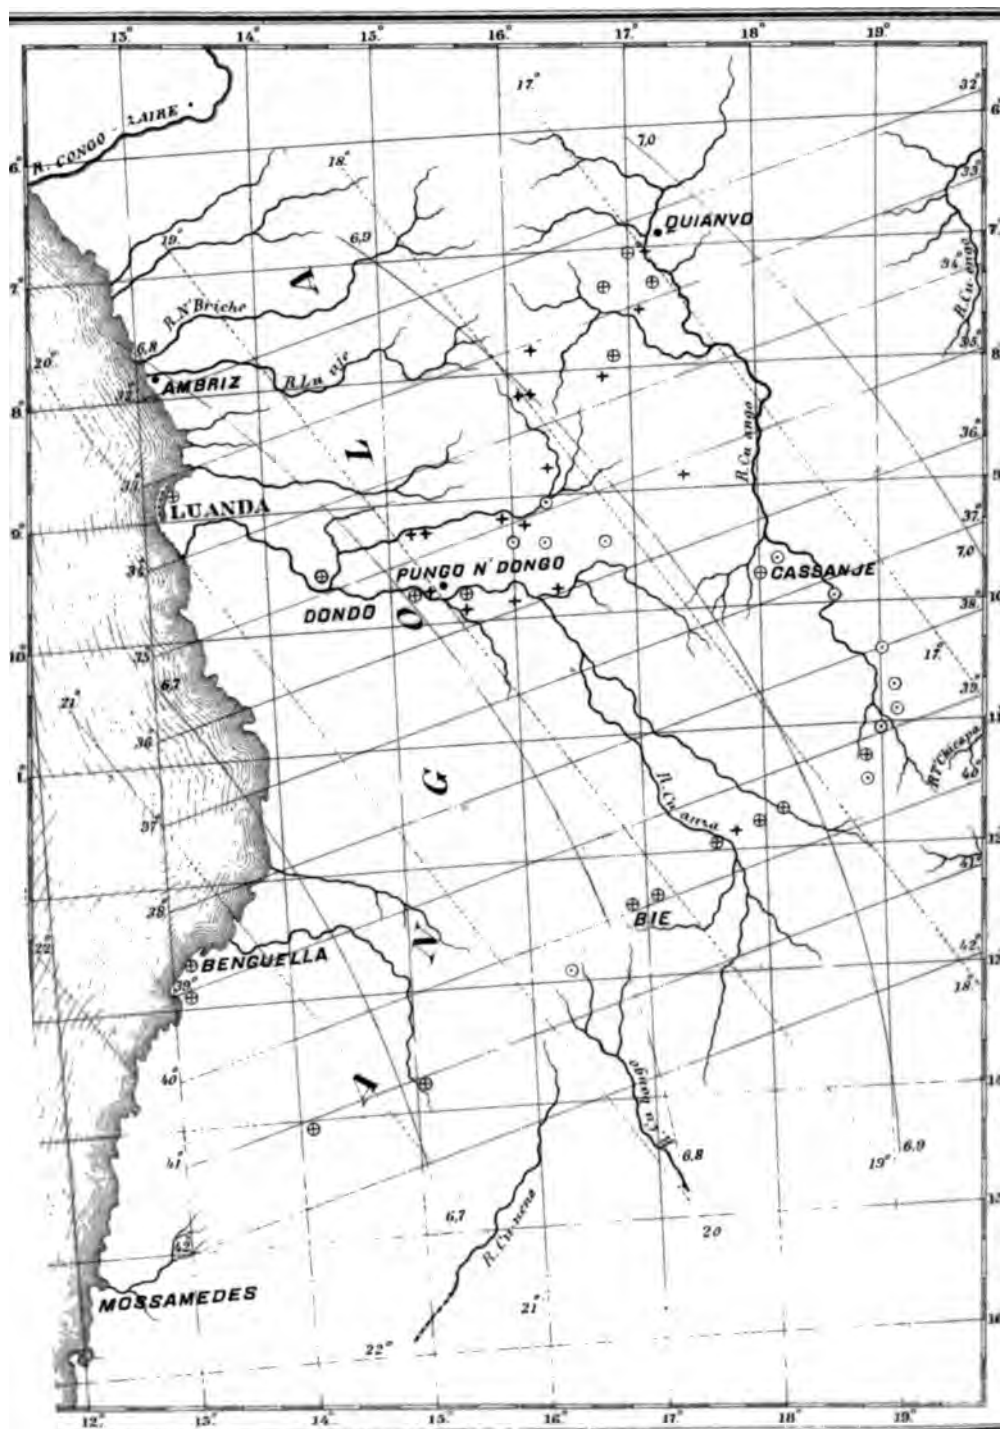 13.° 14.° 15.° 16.° 17.° 18.° 19.°
R. CONGO - ZAIRE
17.°
7,0
32.°
6°
18.°
33°
19.°
6,9
QUIANVO
34°
A
R. Cuengo
7°
R. N'Briche
20°
6,8
35°
8°
32°
AMBRIZ
R. Lu uje
36°
L
R. Cu ango
33°
9°
LUANDA
37°
34°
PUNGO N'DONGO
CASSANJE
7,0
DONDO
38°
10°
O
35°
17°
6,7
39°
21°
36°
G
R. Cu anza
R. Chicapa
40°
37°
41°
38°
BIE
22°
N
42°
BENGUELLA
39°
18°
A
40°
R. Cu bango
41°
6,8
19°
6,9
6,7
20
42°
R. Cu nene
MOSSAMEDES
21°
22°
12.° 13.° 14.° 15.° 16.° 17.° 18.° 19.°